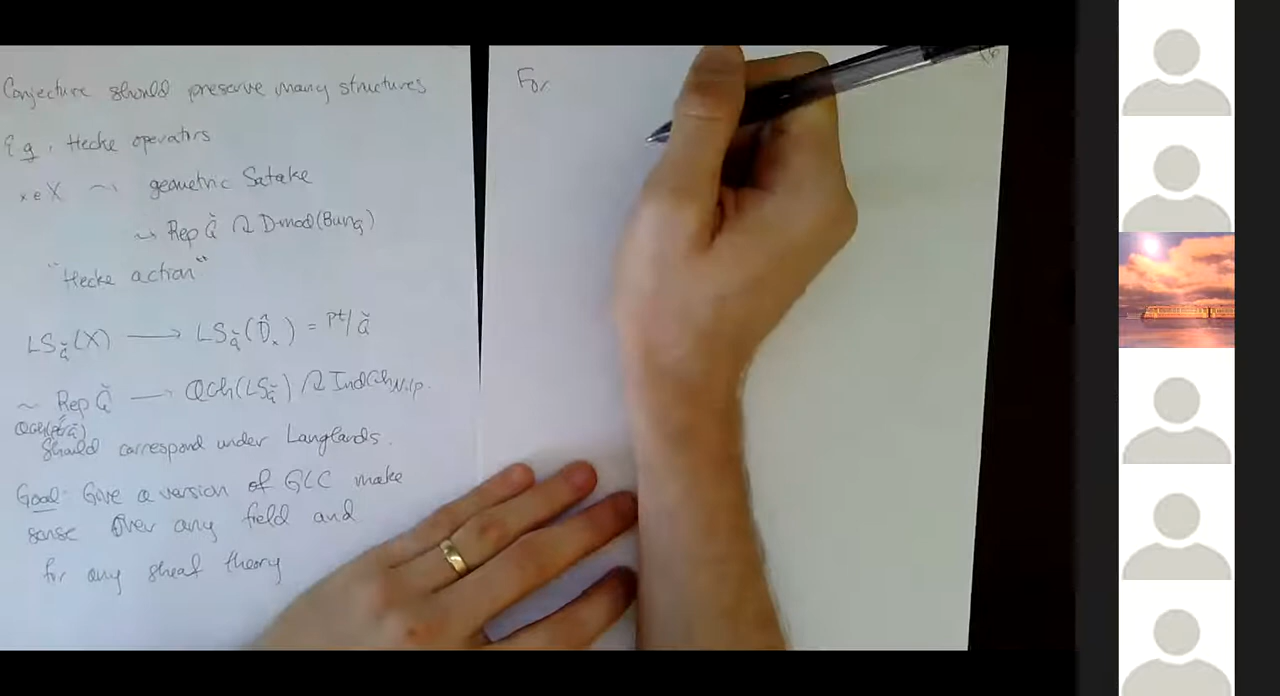 Conjecture should preserve many structures
E.g. Hecke operators
x ∈ X ⇝ geometric Satake
⇝ Rep Ǧ ↷ D-mod(Bun_G)
"Hecke action"
LS_Ǧ(X) ⟶ LS_Ǧ(D̂_x) = pt/Ǧ
⇝ Rep Ǧ ⟶ QCoh(LS_Ǧ) ↷ IndCoh_Nilp.
QCoh(pt/Ǧ)
should correspond under Langlands.
Goal: Give a version of GLC make
sense over any field and
for any sheaf theory
For